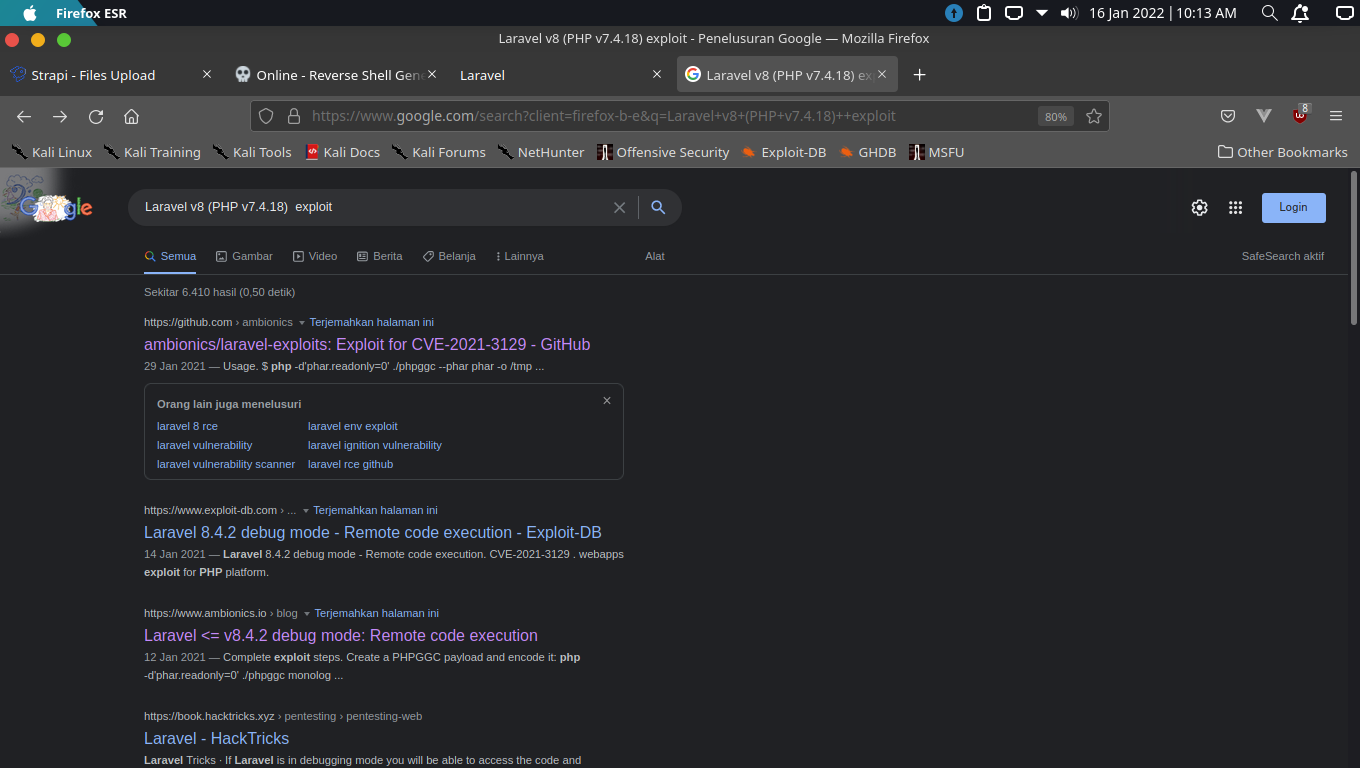 Firefox ESR
16 Jan 2022 | 10:13 AM
Laravel v8 (PHP v7.4.18) exploit - Penelusuran Google — Mozilla Firefox
Strapi - Files Upload
Online - Reverse Shell Gene
Laravel
Laravel v8 (PHP v7.4.18) ex
https://www.google.com/search?client=firefox-b-e&q=Laravel+v8+(PHP+v7.4.18)++exploit
80%
8
Kali Linux
Kali Training
Kali Tools
Kali Docs
Kali Forums
NetHunter
Offensive Security
Exploit-DB
GHDB
MSFU
Other Bookmarks
Google
Laravel v8 (PHP v7.4.18)  exploit
Login
Semua
Gambar
Video
Berita
Belanja
Lainnya
Alat
SafeSearch aktif
Sekitar 6.410 hasil (0,50 detik)
https://github.com › ambionics Terjemahkan halaman ini
ambionics/laravel-exploits: Exploit for CVE-2021-3129 - GitHub
29 Jan 2021 — Usage. $ php -d'phar.readonly=0' ./phpggc --phar phar -o /tmp ...
Orang lain juga menelusuri
laravel 8 rce
laravel env exploit
laravel vulnerability
laravel ignition vulnerability
laravel vulnerability scanner
laravel rce github
https://www.exploit-db.com › ... Terjemahkan halaman ini
Laravel 8.4.2 debug mode - Remote code execution - Exploit-DB
14 Jan 2021 — Laravel 8.4.2 debug mode - Remote code execution. CVE-2021-3129 . webapps
exploit for PHP platform.
https://www.ambionics.io › blog Terjemahkan halaman ini
Laravel <= v8.4.2 debug mode: Remote code execution
12 Jan 2021 — Complete exploit steps. Create a PHPGGC payload and encode it: php
-d'phar.readonly=0' ./phpggc monolog ...
https://book.hacktricks.xyz › pentesting › pentesting-web
Laravel - HackTricks
Laravel Tricks · If Laravel is in debugging mode you will be able to access the code and